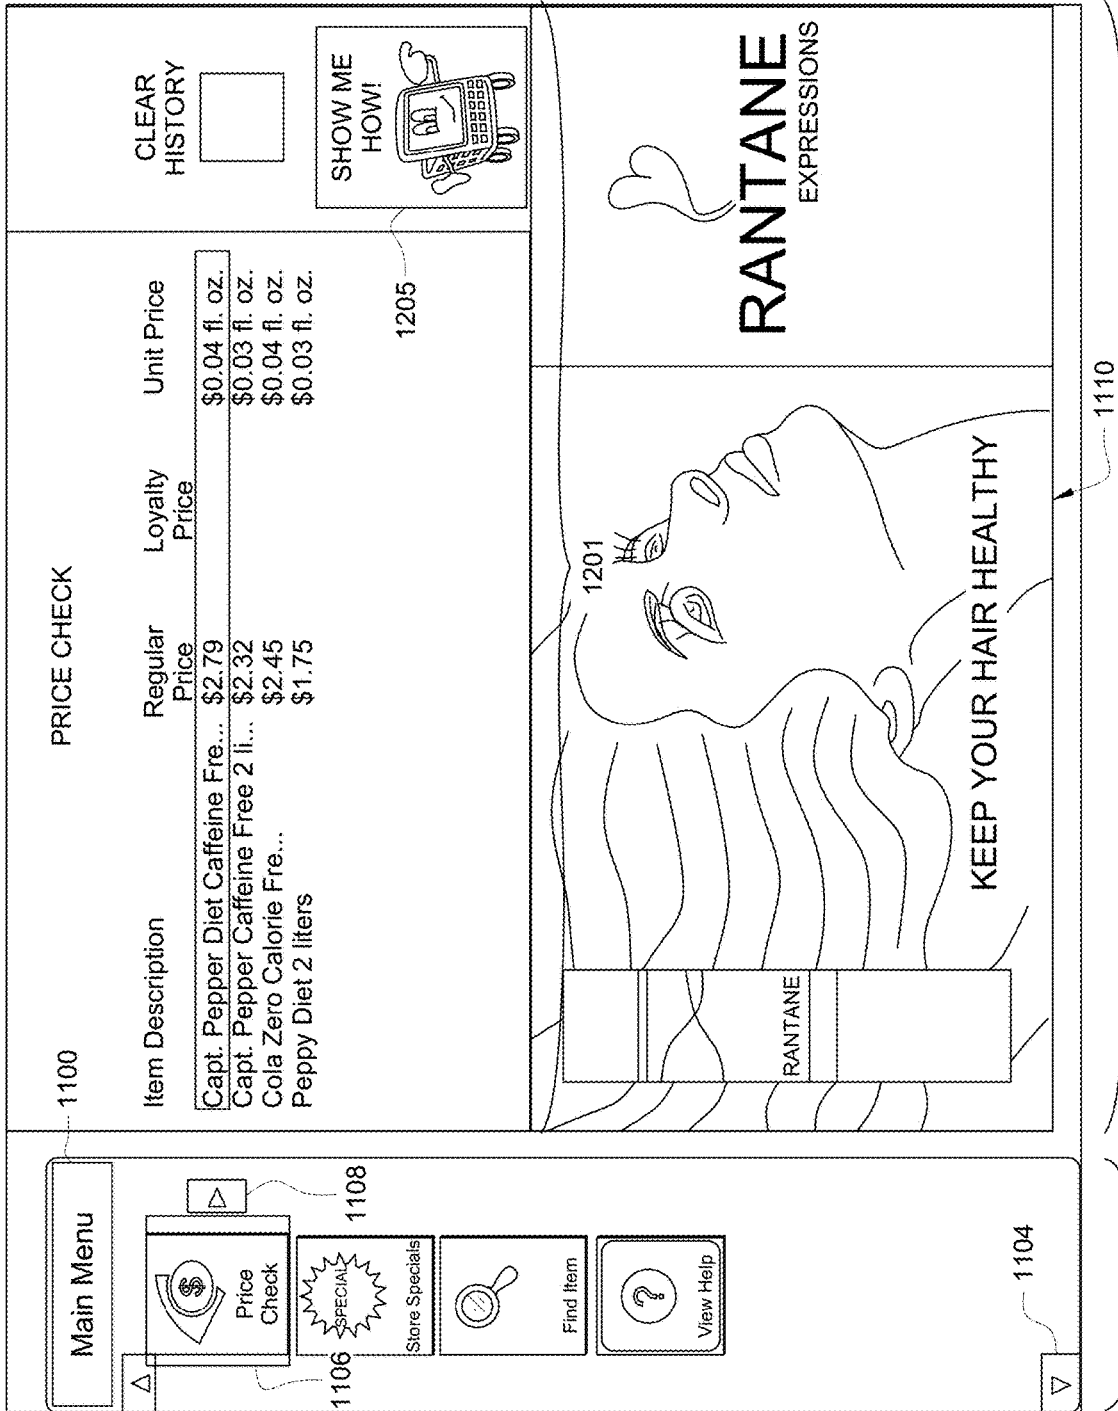 1100
Main Menu
Price
Check
1108
1106
SPECIAL
Store Specials
Find Item
View Help
1104
PRICE CHECK
Item Description
Regular
Price
Loyalty
Price
Unit Price
Capt. Pepper Diet Caffeine Fre... $2.79 $0.04 fl. oz.
Capt. Pepper Caffeine Free 2 li... $2.32 $0.03 fl. oz.
Cola Zero Calorie Fre... $2.45 $0.04 fl. oz.
Peppy Diet 2 liters $1.75 $0.03 fl. oz.
CLEAR
HISTORY
SHOW ME
HOW!
1205
1201
RANTANE
KEEP YOUR HAIR HEALTHY
RANTANE
EXPRESSIONS
1110